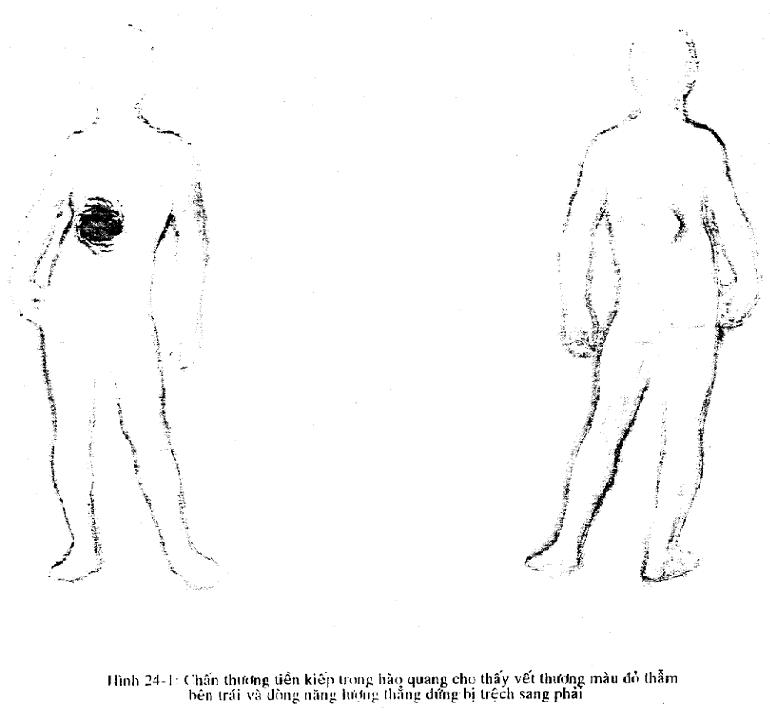 Hình 24-1: Chấn thương tiền kiếp trong hào quang cho thấy vết thương màu đỏ thẫm
bên trái và dòng năng lượng thẳng đứng bị trệch sang phải